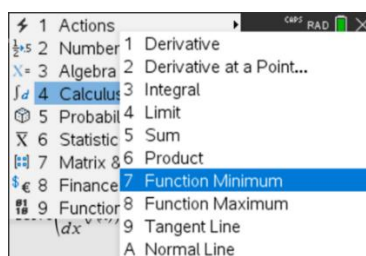 1 Actions
CAPS RAD
2 Number
3 Algebra
4 Calculus
5 Probabil
6 Statistic
7 Matrix &
8 Finance
9 Function
1 Derivative
2 Derivative at a Point...
3 Integral
4 Limit
5 Sum
6 Product
7 Function Minimum
8 Function Maximum
9 Tangent Line
A Normal Line
dx